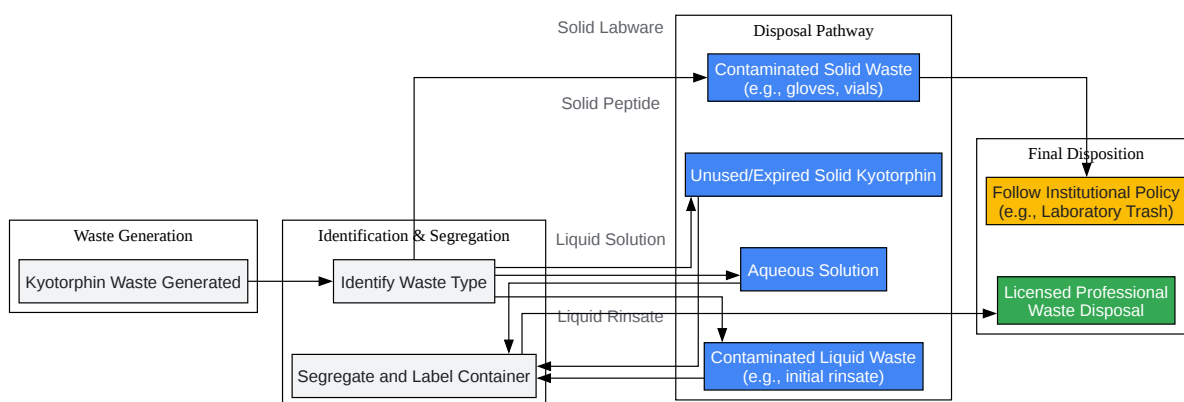 Solid Labware
Disposal Pathway
Contaminated Solid Waste
(e.g., gloves, vials)
Solid Peptide
Final Disposition
Unused/Expired Solid Kyotorphin
Follow Institutional Policy
(e.g., Laboratory Trash)
Waste Generation
Identification & Segregation
Liquid Solution
Kyotorphin Waste Generated
Identify Waste Type
Aqueous Solution
Licensed Professional
Waste Disposal
Liquid Rinsate
Segregate and Label Container
Contaminated Liquid Waste
(e.g., initial rinsate)